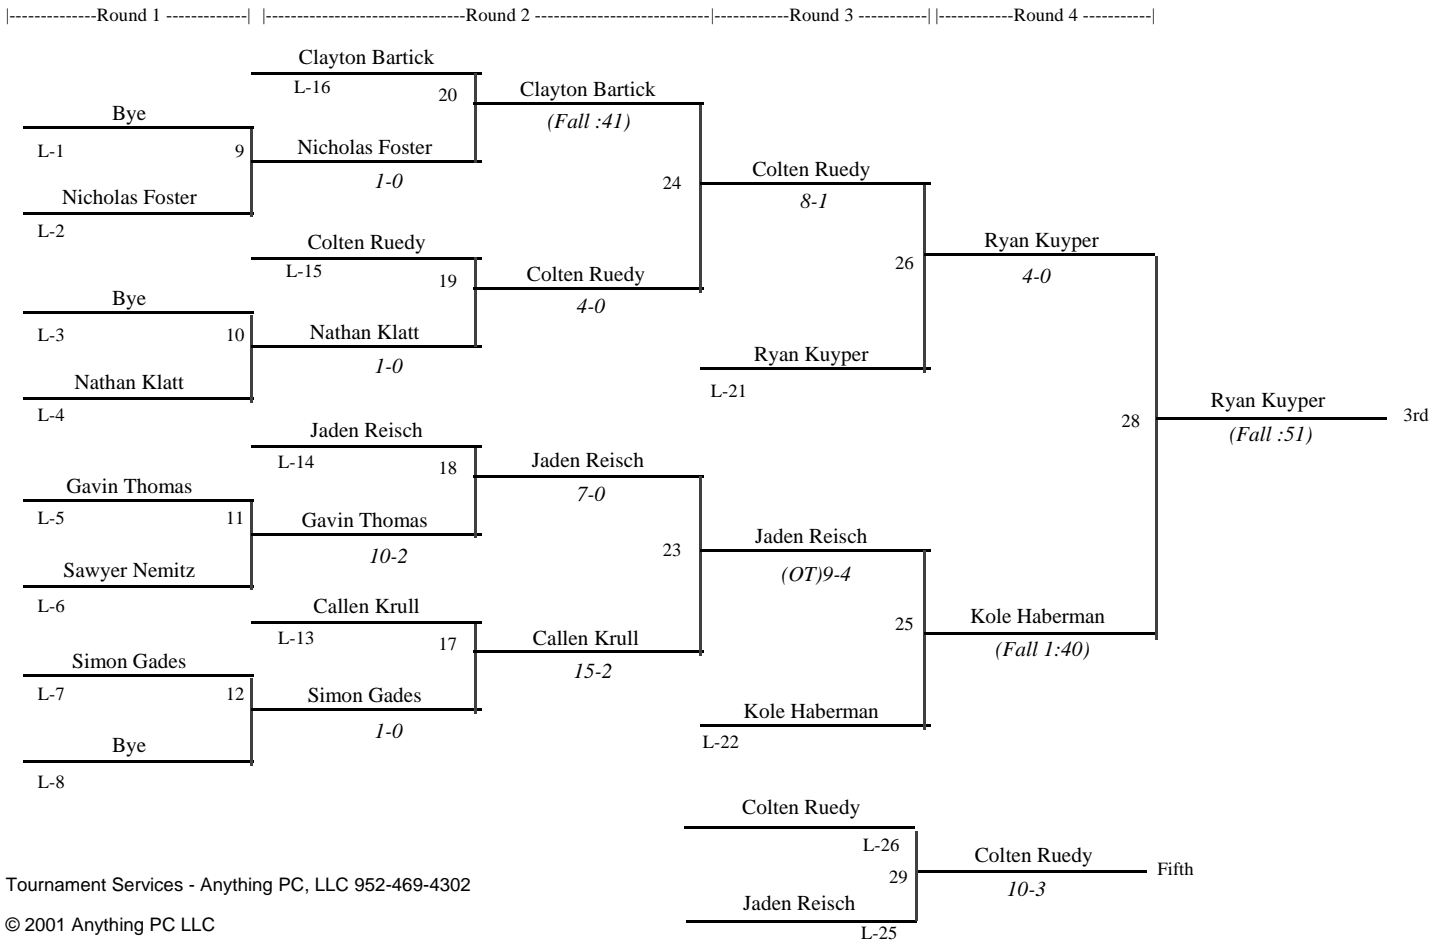 |--------------Round 1 -------------| |--------------------------------Round 2 ----------------------------|------------Round 3 -----------| |------------Round 4 -----------|
Clayton Bartick
L-16
20
Clayton Bartick
(Fall :41)
Bye
L-1
9
Nicholas Foster
1-0
Nicholas Foster
L-2
24
Colten Ruedy
8-1
Colten Ruedy
L-15
19
Colten Ruedy
4-0
Bye
L-3
10
Nathan Klatt
1-0
Nathan Klatt
L-4
26
Ryan Kuyper
4-0
Ryan Kuyper
L-21
28
Ryan Kuyper
(Fall :51)
3rd
Jaden Reisch
L-14
18
Jaden Reisch
7-0
Gavin Thomas
L-5
11
Gavin Thomas
10-2
Sawyer Nemitz
L-6
23
Jaden Reisch
(OT)9-4
Callen Krull
L-13
17
Callen Krull
15-2
25
Kole Haberman
(Fall 1:40)
Simon Gades
L-7
12
Simon Gades
1-0
Bye
L-8
Kole Haberman
L-22
Colten Ruedy
L-26
29
Colten Ruedy
10-3
Fifth
Jaden Reisch
L-25
Tournament Services - Anything PC, LLC 952-469-4302
© 2001 Anything PC LLC